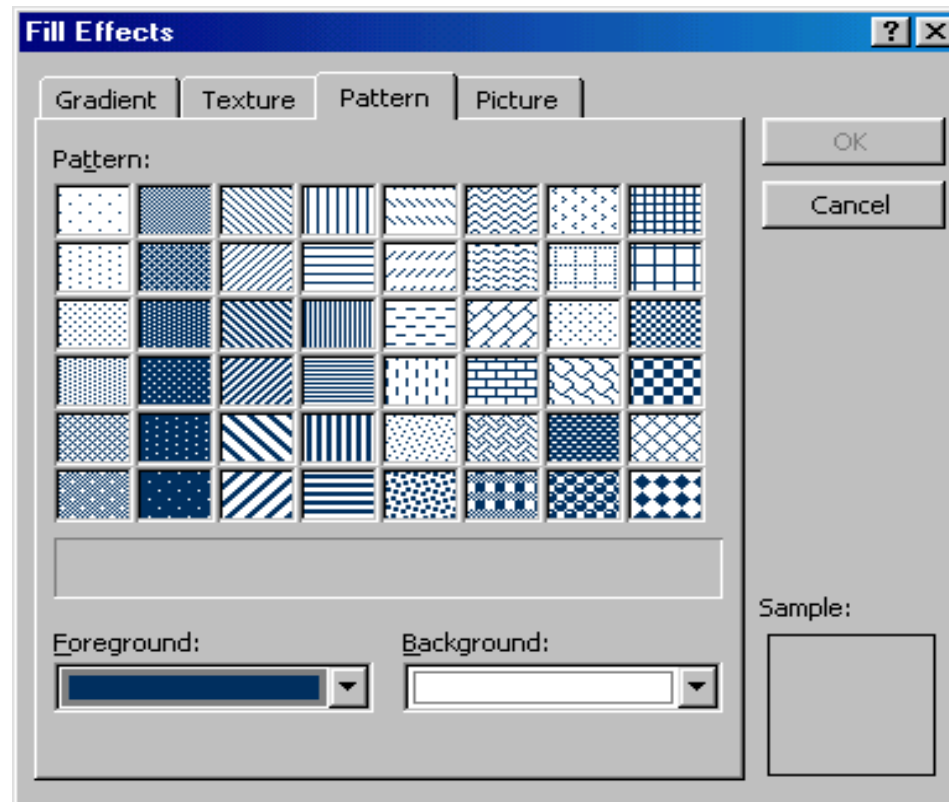 Fill Effects
Gradient Texture Pattern Picture
OK
Pattern:
Cancel
Sample:
Foreground: Background: